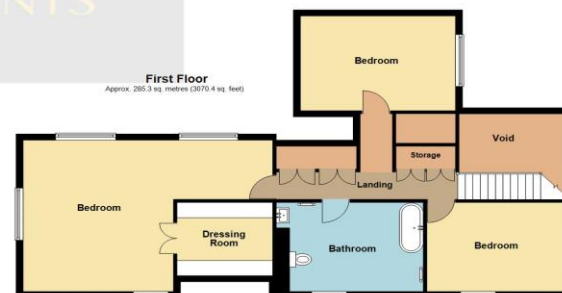 NTS
First Floor
Approx. 285.3 sq. metres (3070.4 sq. feet)
Bedroom
Storage
Void
Landing
Bedroom
Dressing
Room
Bathroom
Bedroom